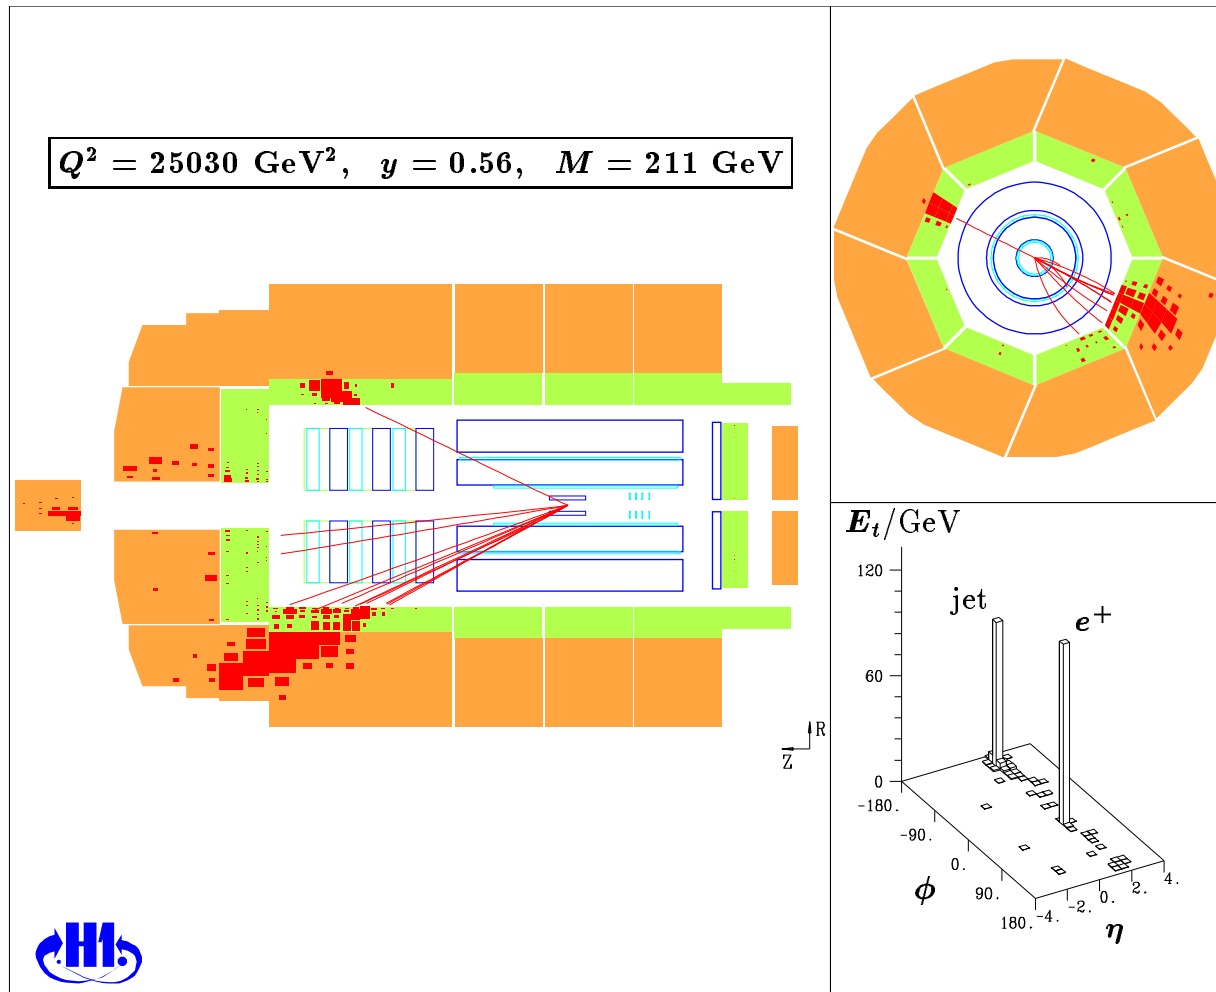 Q² = 25030 GeV², y = 0.56, M = 211 GeV
R
Z
H1
E_t/GeV
120
60
0
jet
e⁺
-180.
-90.
0.
90.
180.
ϕ
-4.
-2.
0.
2.
4.
η